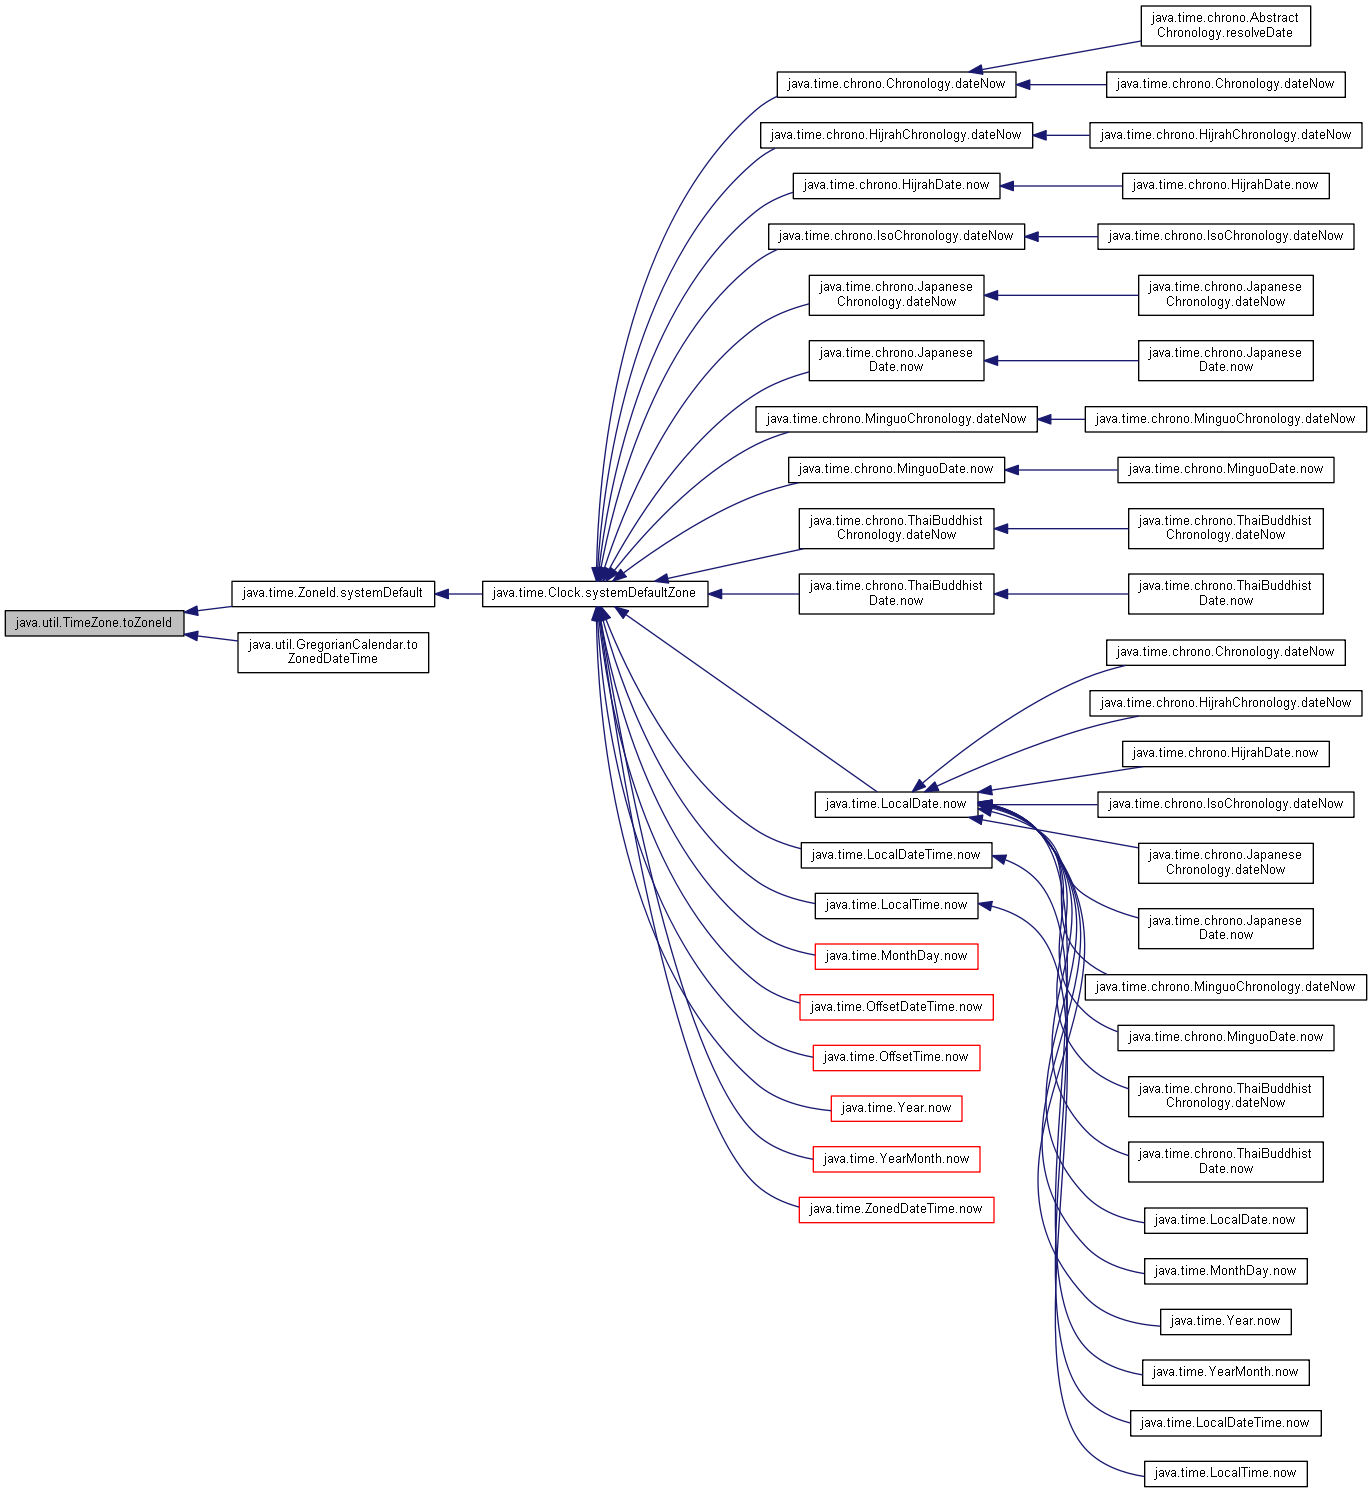 java.util.TimeZone.toZoneId
java.time.ZoneId.systemDefault
java.util.GregorianCalendar.to
ZonedDateTime
java.time.Clock.systemDefaultZone
java.time.chrono.Chronology.dateNow
java.time.chrono.HijrahChronology.dateNow
java.time.chrono.HijrahDate.now
java.time.chrono.IsoChronology.dateNow
java.time.chrono.Japanese
Chronology.dateNow
java.time.chrono.Japanese
Date.now
java.time.chrono.MinguoChronology.dateNow
java.time.chrono.MinguoDate.now
java.time.chrono.ThaiBuddhist
Chronology.dateNow
java.time.chrono.ThaiBuddhist
Date.now
java.time.LocalDate.now
java.time.LocalDateTime.now
java.time.LocalTime.now
java.time.MonthDay.now
java.time.OffsetDateTime.now
java.time.OffsetTime.now
java.time.Year.now
java.time.YearMonth.now
java.time.ZonedDateTime.now
java.time.chrono.Abstract
Chronology.resolveDate
java.time.chrono.Chronology.dateNow
java.time.chrono.HijrahChronology.dateNow
java.time.chrono.HijrahDate.now
java.time.chrono.IsoChronology.dateNow
java.time.chrono.Japanese
Chronology.dateNow
java.time.chrono.Japanese
Date.now
java.time.chrono.MinguoChronology.dateNow
java.time.chrono.MinguoDate.now
java.time.chrono.ThaiBuddhist
Chronology.dateNow
java.time.chrono.ThaiBuddhist
Date.now
java.time.chrono.Chronology.dateNow
java.time.chrono.HijrahChronology.dateNow
java.time.chrono.HijrahDate.now
java.time.chrono.IsoChronology.dateNow
java.time.chrono.Japanese
Chronology.dateNow
java.time.chrono.Japanese
Date.now
java.time.chrono.MinguoChronology.dateNow
java.time.chrono.MinguoDate.now
java.time.chrono.ThaiBuddhist
Chronology.dateNow
java.time.chrono.ThaiBuddhist
Date.now
java.time.LocalDate.now
java.time.MonthDay.now
java.time.Year.now
java.time.YearMonth.now
java.time.LocalDateTime.now
java.time.LocalTime.now